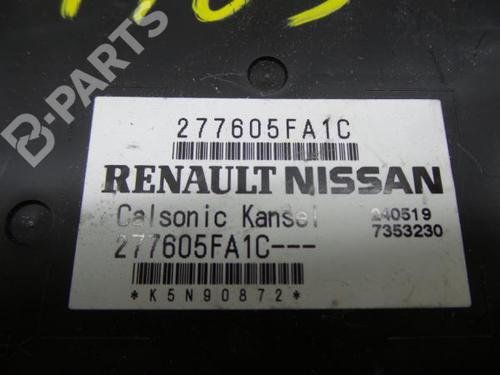 B-PARTS
277605FA1C
RENAULT NISSAN
Calsonic Kansei 240519
277605FA1C--- 7353230
*K5N90872*